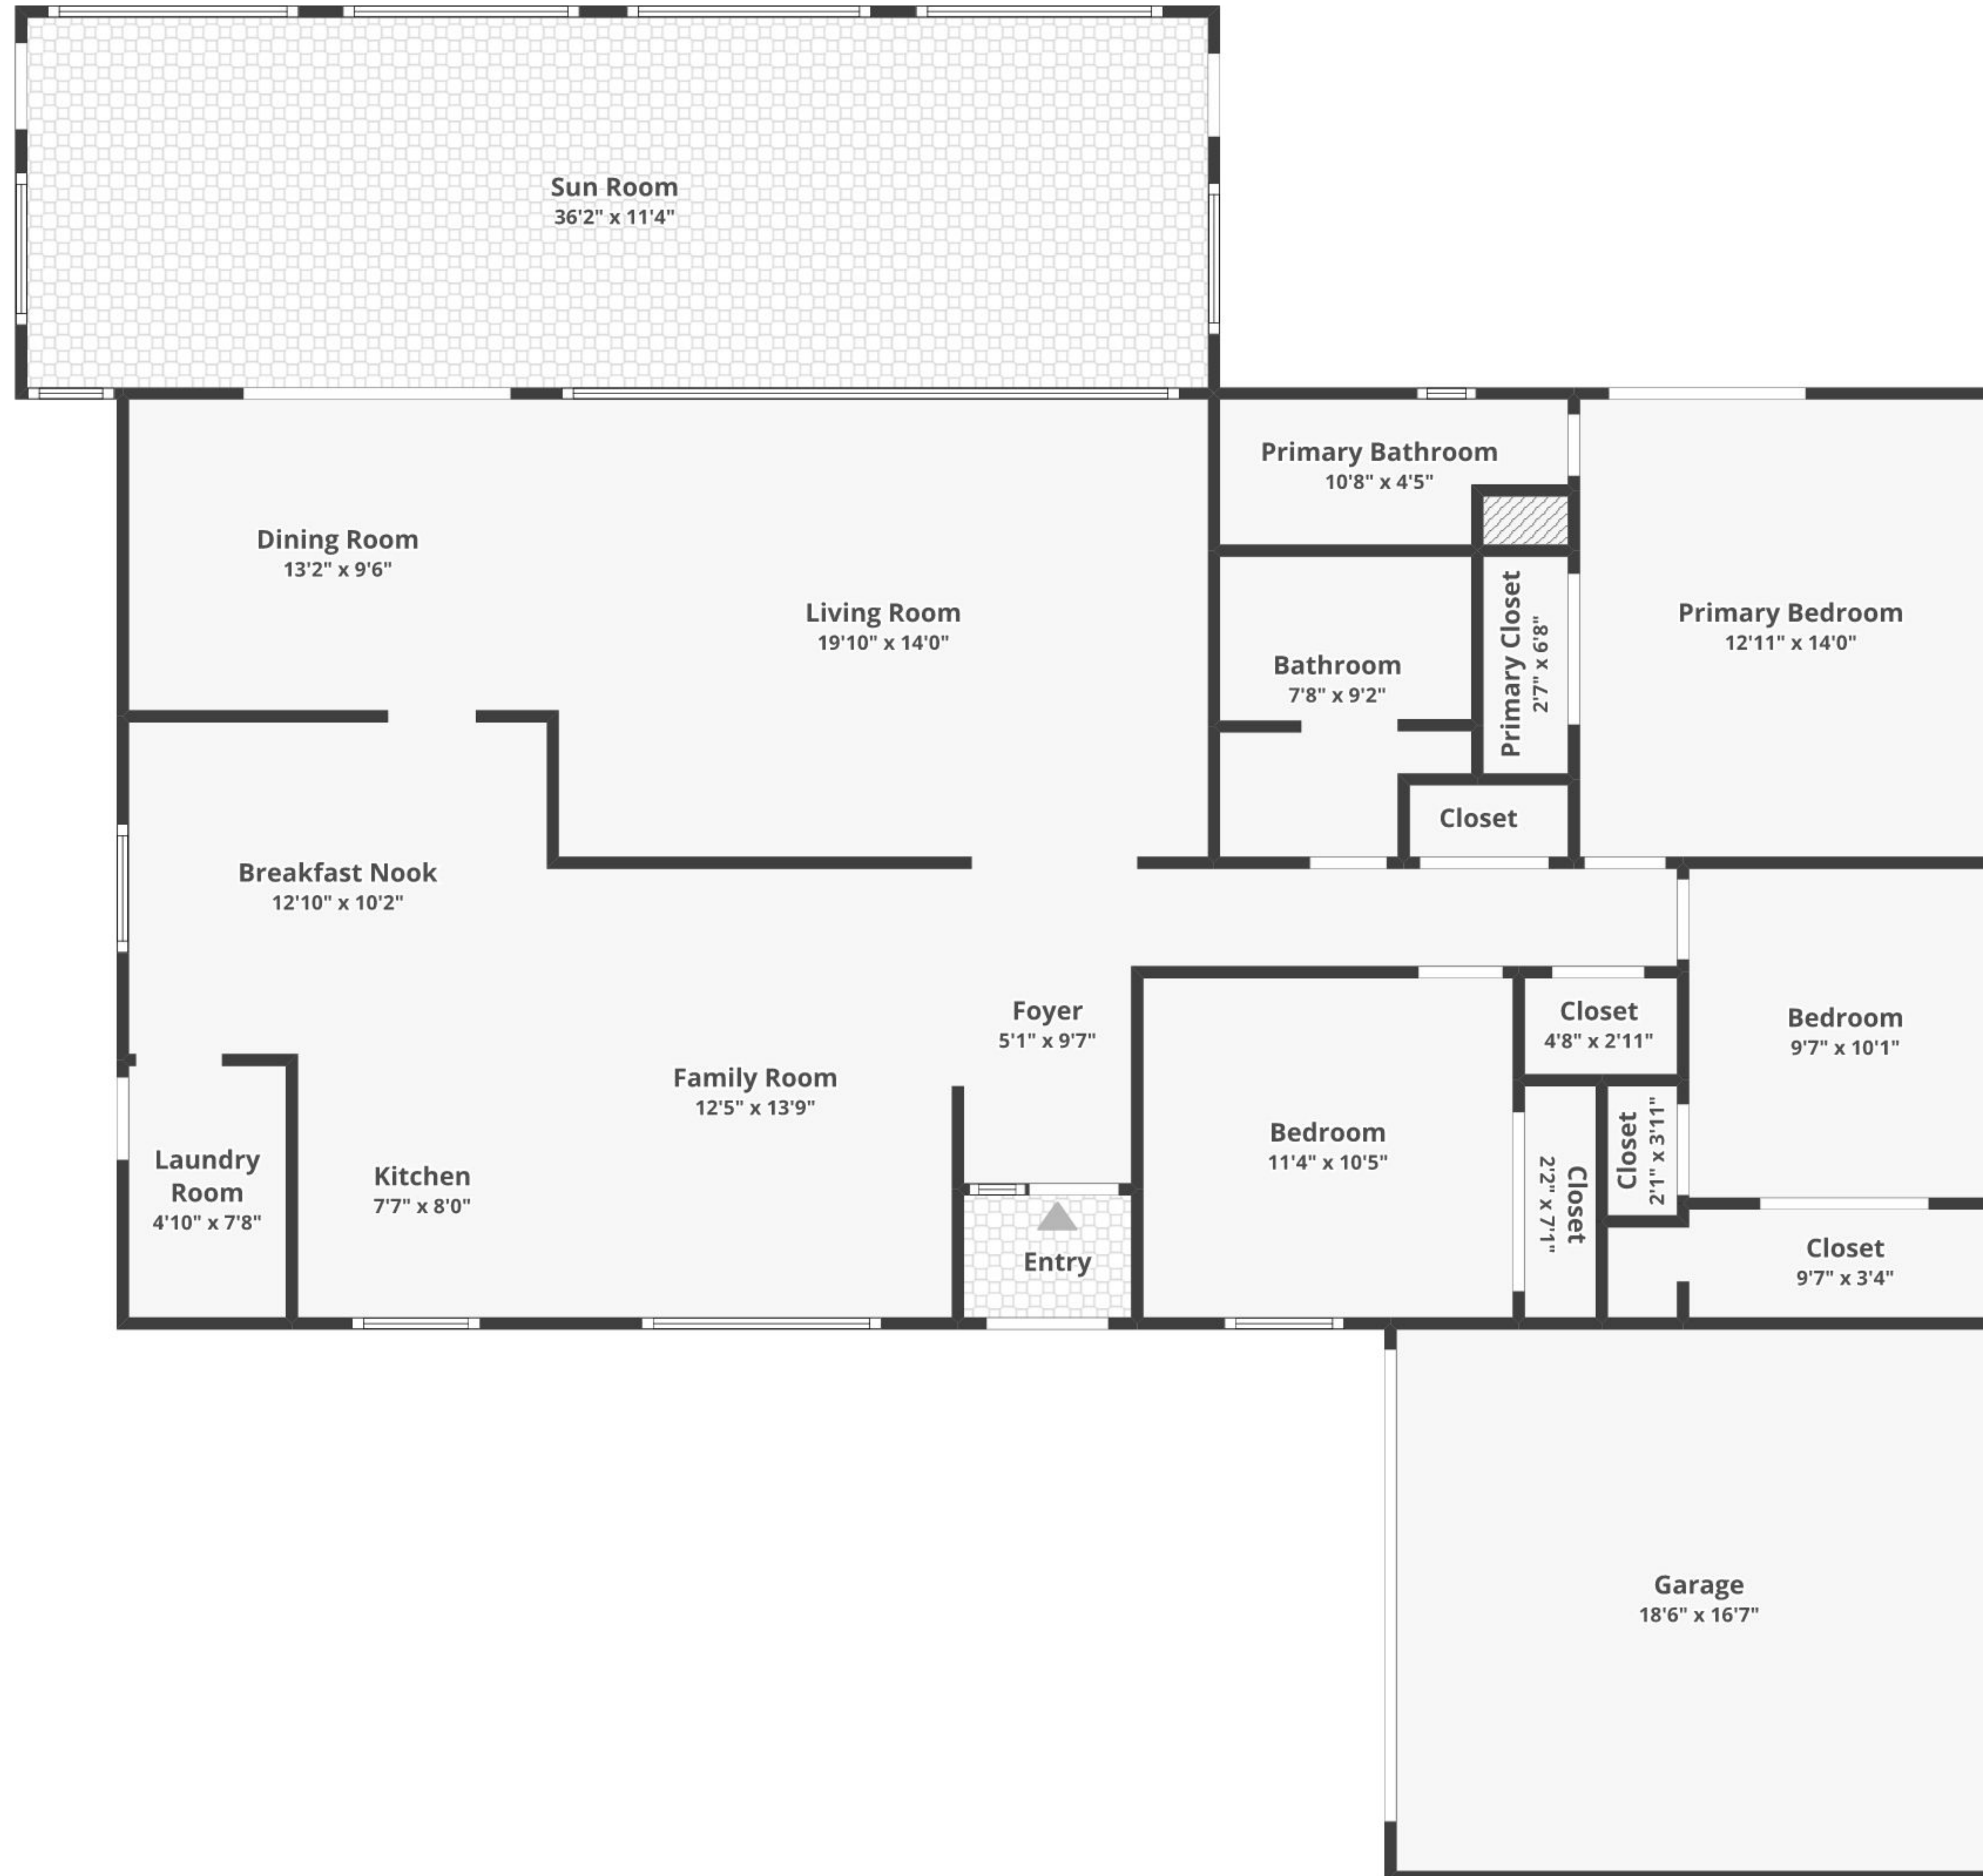 Sun Room
36'2" x 11'4"
Primary Bathroom
10'8" x 4'5"
Dining Room
13'2" x 9'6"
Living Room
19'10" x 14'0"
Bathroom
7'8" x 9'2"
Primary Closet
2'7" x 6'8"
Primary Bedroom
12'11" x 14'0"
Closet
Breakfast Nook
12'10" x 10'2"
Foyer
5'1" x 9'7"
Closet
4'8" x 2'11"
Bedroom
9'7" x 10'1"
Family Room
12'5" x 13'9"
Bedroom
11'4" x 10'5"
Closet
2'2" x 7'1"
Closet
2'1" x 3'11"
Laundry
Room
4'10" x 7'8"
Kitchen
7'7" x 8'0"
Entry
Closet
9'7" x 3'4"
Garage
18'6" x 16'7"